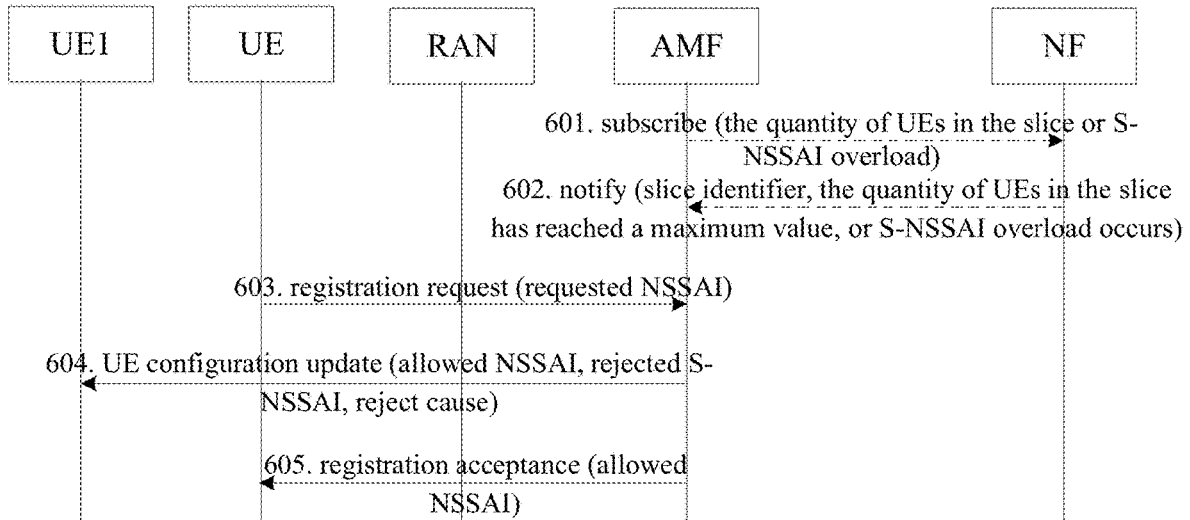 UE1
UE
RAN
AMF
NF
601. subscribe (the quantity of UEs in the slice or S-
NSSAI overload)
602. notify (slice identifier, the quantity of UEs in the slice
has reached a maximum value, or S-NSSAI overload occurs)
603. registration request (requested NSSAI)
604. UE configuration update (allowed NSSAI, rejected S-
NSSAI, reject cause)
605. registration acceptance (allowed
NSSAI)